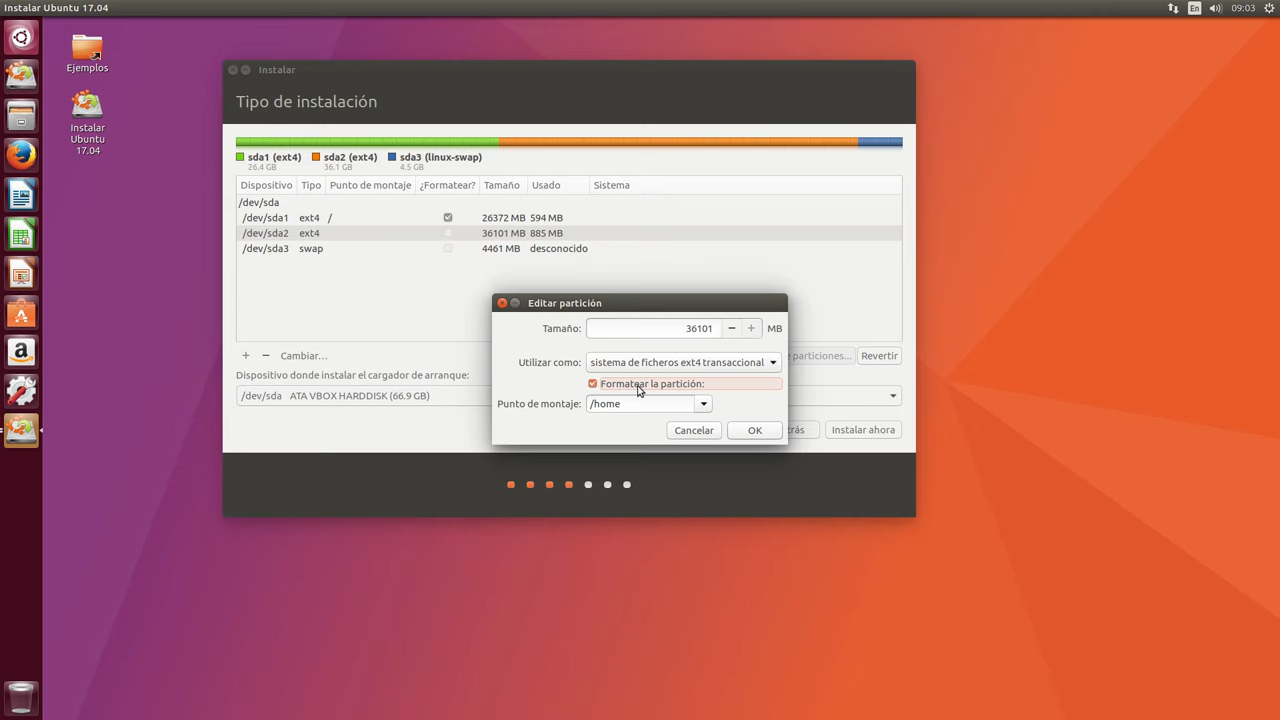 Instalar Ubuntu 17.04
En
09:03
Ejemplos
Instalar
Ubuntu
17.04
Instalar
Tipo de instalación
sda1 (ext4) sda2 (ext4) sda3 (linux-swap)
26.4 GB 36.1 GB 4.5 GB
Dispositivo Tipo Punto de montaje ¿Formatear? Tamaño Usado Sistema
/dev/sda
/dev/sda1 ext4 / 26372 MB 594 MB
/dev/sda2 ext4 36101 MB 885 MB
/dev/sda3 swap 4461 MB desconocido
+ − Cambiar... e particiones... Revertir
Dispositivo donde instalar el cargador de arranque:
/dev/sda ATA VBOX HARDDISK (66.9 GB)
rás Instalar ahora
Editar partición
Tamaño: 36101 − + MB
Utilizar como: sistema de ficheros ext4 transaccional
Formatear la partición:
Punto de montaje: /home
Cancelar OK